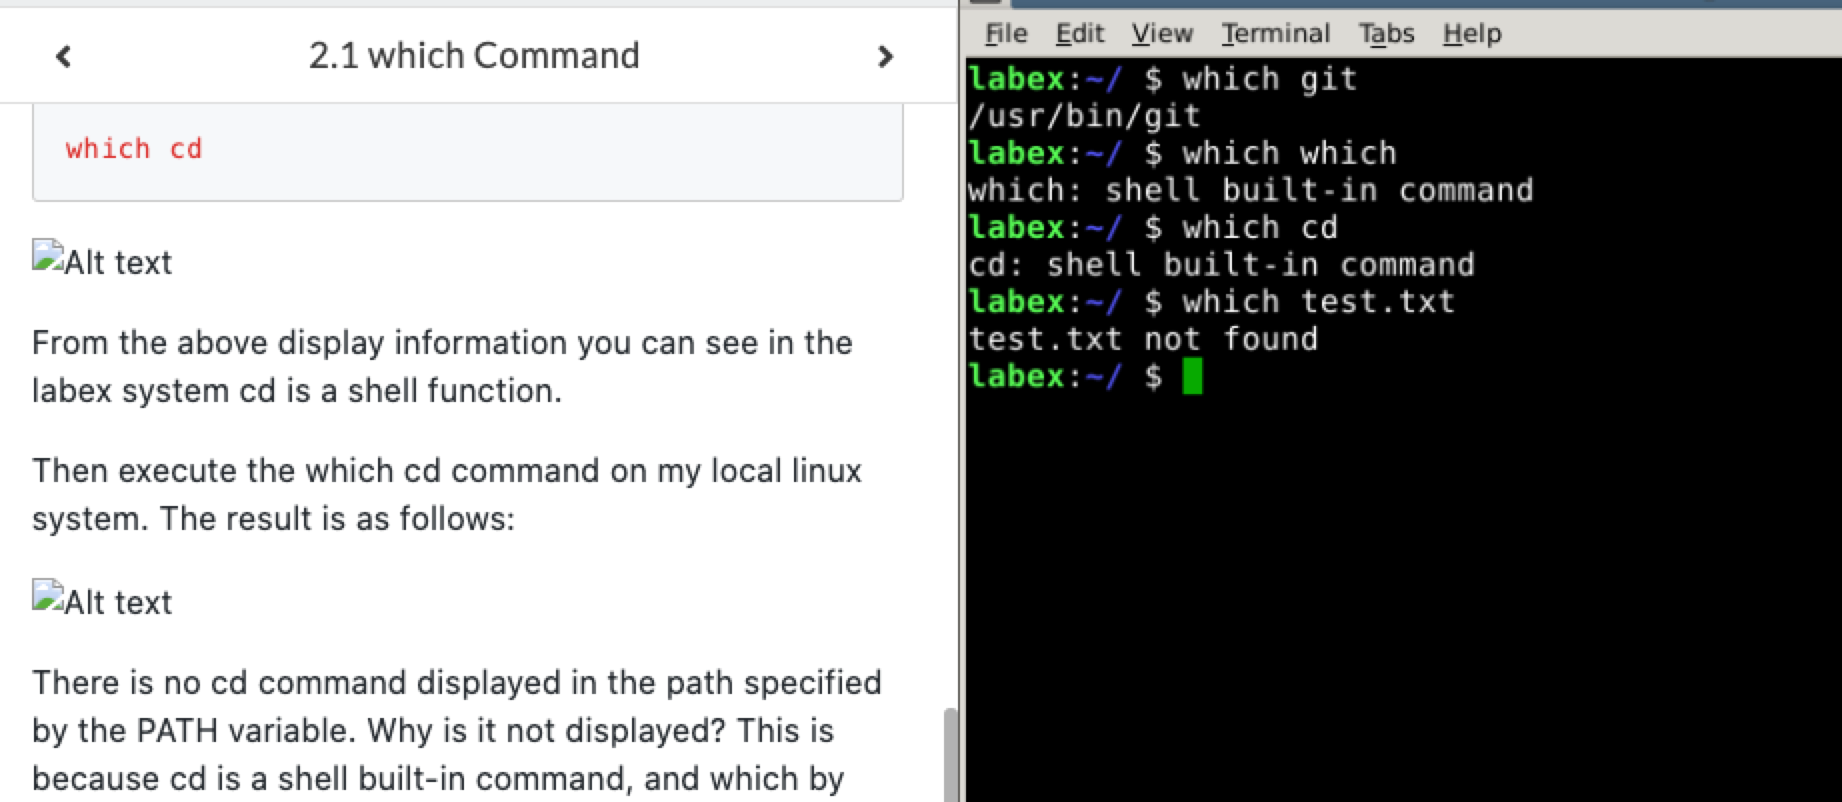 2.1 which Command
which cd
Alt text
From the above display information you can see in the
labex system cd is a shell function.
Then execute the which cd command on my local linux
system. The result is as follows:
Alt text
There is no cd command displayed in the path specified
by the PATH variable. Why is it not displayed? This is
because cd is a shell built-in command, and which by
File Edit View Terminal Tabs Help
labex:~/ $ which git
/usr/bin/git
labex:~/ $ which which
which: shell built-in command
labex:~/ $ which cd
cd: shell built-in command
labex:~/ $ which test.txt
test.txt not found
labex:~/ $